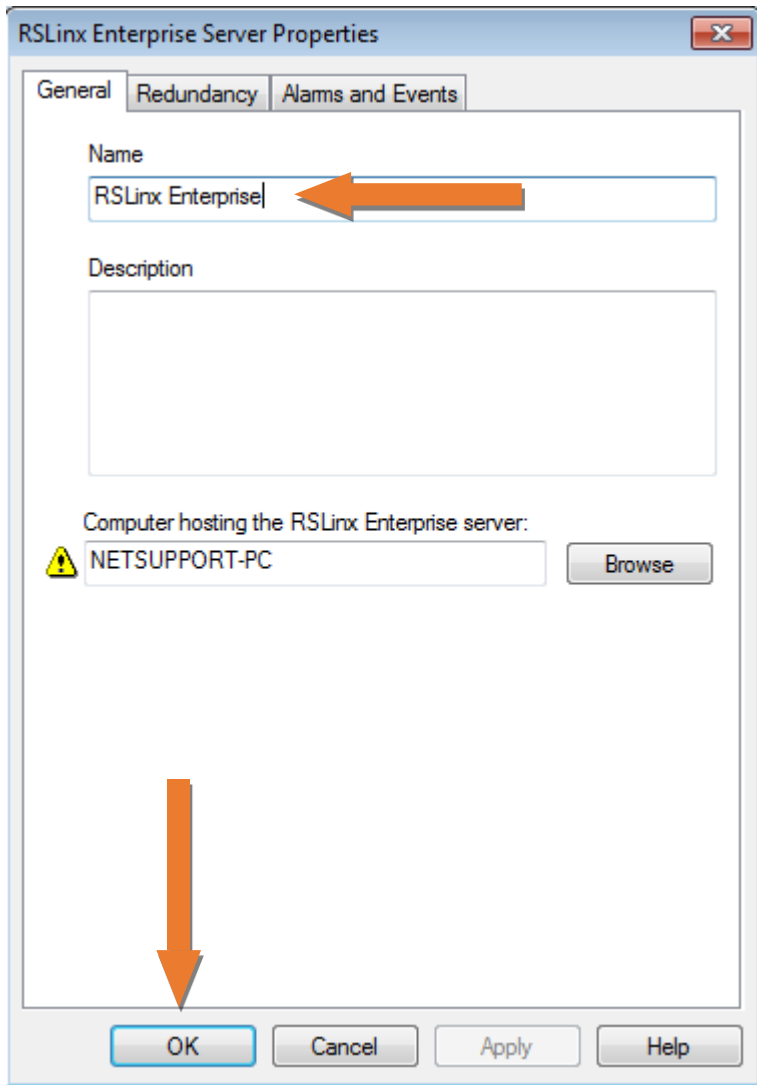 RSLinx Enterprise Server Properties
General Redundancy Alarms and Events
Name
RSLinx Enterprise
Description
Computer hosting the RSLinx Enterprise server:
NETSUPPORT-PC Browse
OK Cancel Apply Help